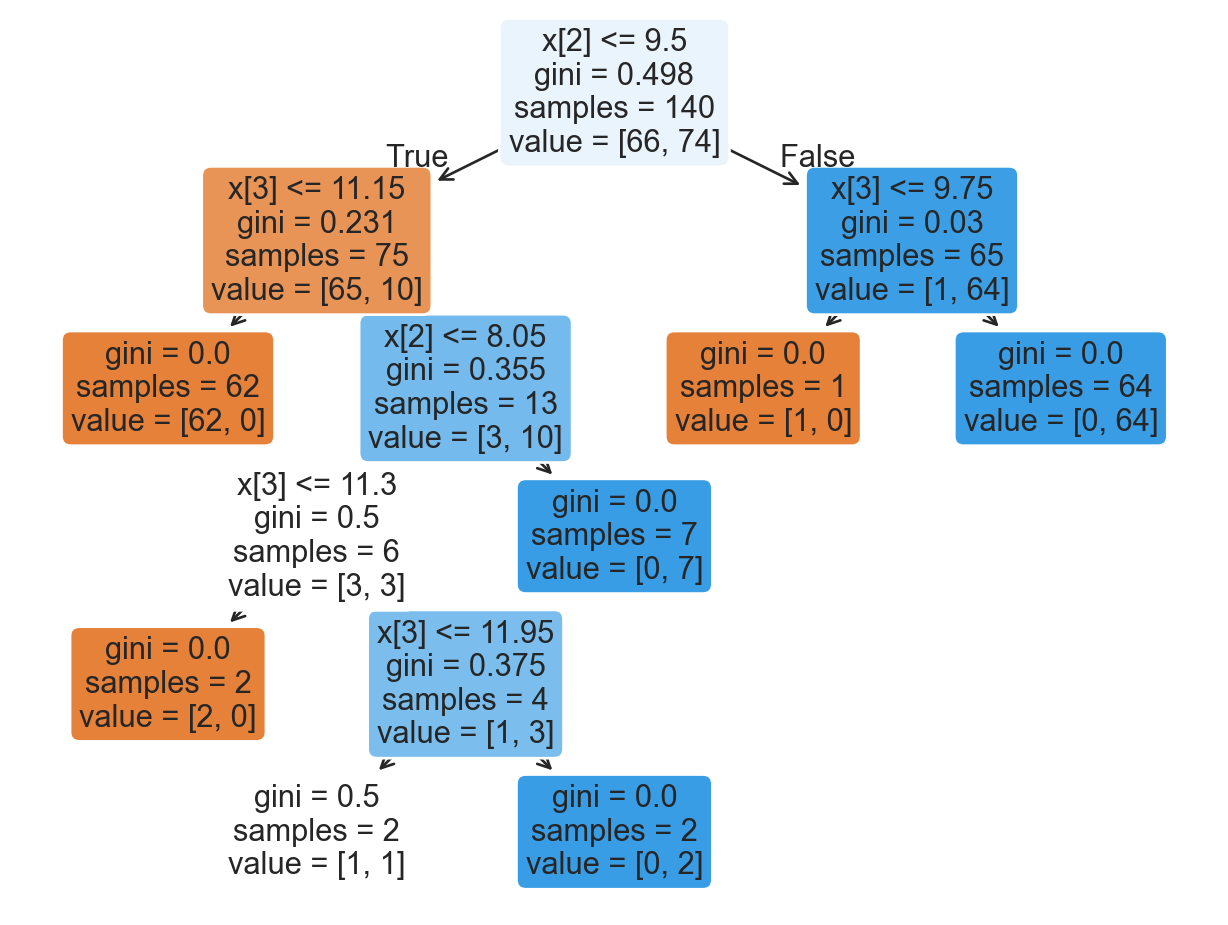 x[2] <= 9.5
gini = 0.498
samples = 140
value = [66, 74]
True
False
x[3] <= 11.15
gini = 0.231
samples = 75
value = [65, 10]
x[3] <= 9.75
gini = 0.03
samples = 65
value = [1, 64]
gini = 0.0
samples = 62
value = [62, 0]
x[2] <= 8.05
gini = 0.355
samples = 13
value = [3, 10]
gini = 0.0
samples = 1
value = [1, 0]
gini = 0.0
samples = 64
value = [0, 64]
x[3] <= 11.3
gini = 0.5
samples = 6
value = [3, 3]
gini = 0.0
samples = 7
value = [0, 7]
gini = 0.0
samples = 2
value = [2, 0]
x[3] <= 11.95
gini = 0.375
samples = 4
value = [1, 3]
gini = 0.5
samples = 2
value = [1, 1]
gini = 0.0
samples = 2
value = [0, 2]